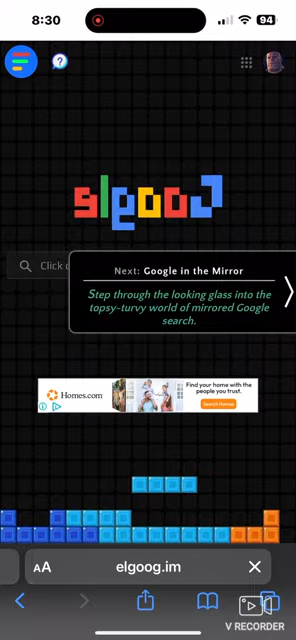 8:30
94
Click
Next: Google in the Mirror
Step through the looking glass into the
topsy-turvy world of mirrored Google
search.
Homes.com
Find your home with
the people you trust.
Search Homes
AA
elgoog.im
V RECORDER